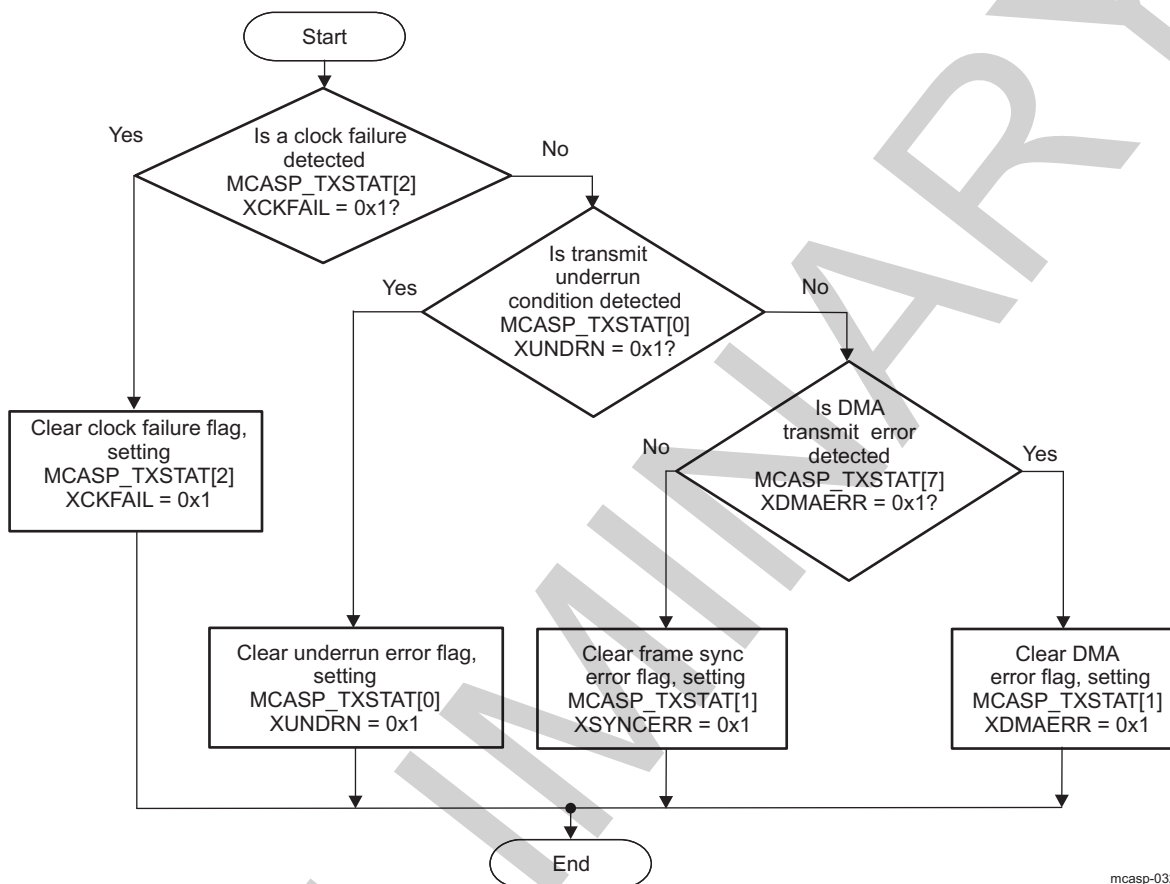 Start
Yes
Is a clock failure
detected
MCASP_TXSTAT[2]
XCKFAIL = 0x1?
No
Is transmit
underrun
condition detected
MCASP_TXSTAT[0]
XUNDRN = 0x1?
Yes
No
Is DMA
transmit error
detected
MCASP_TXSTAT[7]
XDMAERR = 0x1?
No
Yes
Clear clock failure flag,
setting
MCASP_TXSTAT[2]
XCKFAIL = 0x1
Clear underrun error flag,
setting
MCASP_TXSTAT[0]
XUNDRN = 0x1
Clear frame sync
error flag, setting
MCASP_TXSTAT[1]
XSYNCERR = 0x1
Clear DMA
error flag, setting
MCASP_TXSTAT[1]
XDMAERR = 0x1
End
mcasp-03
IMINARY